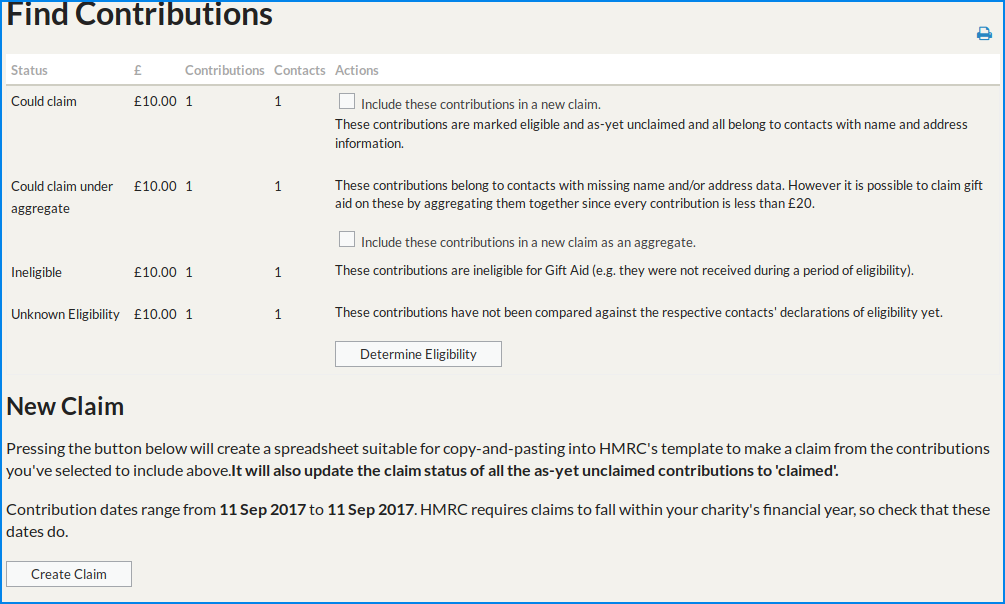 Find Contributions
Status £ Contributions Contacts Actions
Could claim £10.00 1 1 Include these contributions in a new claim.
These contributions are marked eligible and as-yet unclaimed and all belong to contacts with name and address
information.
Could claim under £10.00 1 1 These contributions belong to contacts with missing name and/or address data. However it is possible to claim gift
aggregate aid on these by aggregating them together since every contribution is less than £20.
Include these contributions in a new claim as an aggregate.
Ineligible £10.00 1 1 These contributions are ineligible for Gift Aid (e.g. they were not received during a period of eligibility).
Unknown Eligibility £10.00 1 1 These contributions have not been compared against the respective contacts' declarations of eligibility yet.
Determine Eligibility
New Claim
Pressing the button below will create a spreadsheet suitable for copy-and-pasting into HMRC's template to make a claim from the contributions
you've selected to include above.It will also update the claim status of all the as-yet unclaimed contributions to 'claimed'.
Contribution dates range from 11 Sep 2017 to 11 Sep 2017. HMRC requires claims to fall within your charity's financial year, so check that these
dates do.
Create Claim